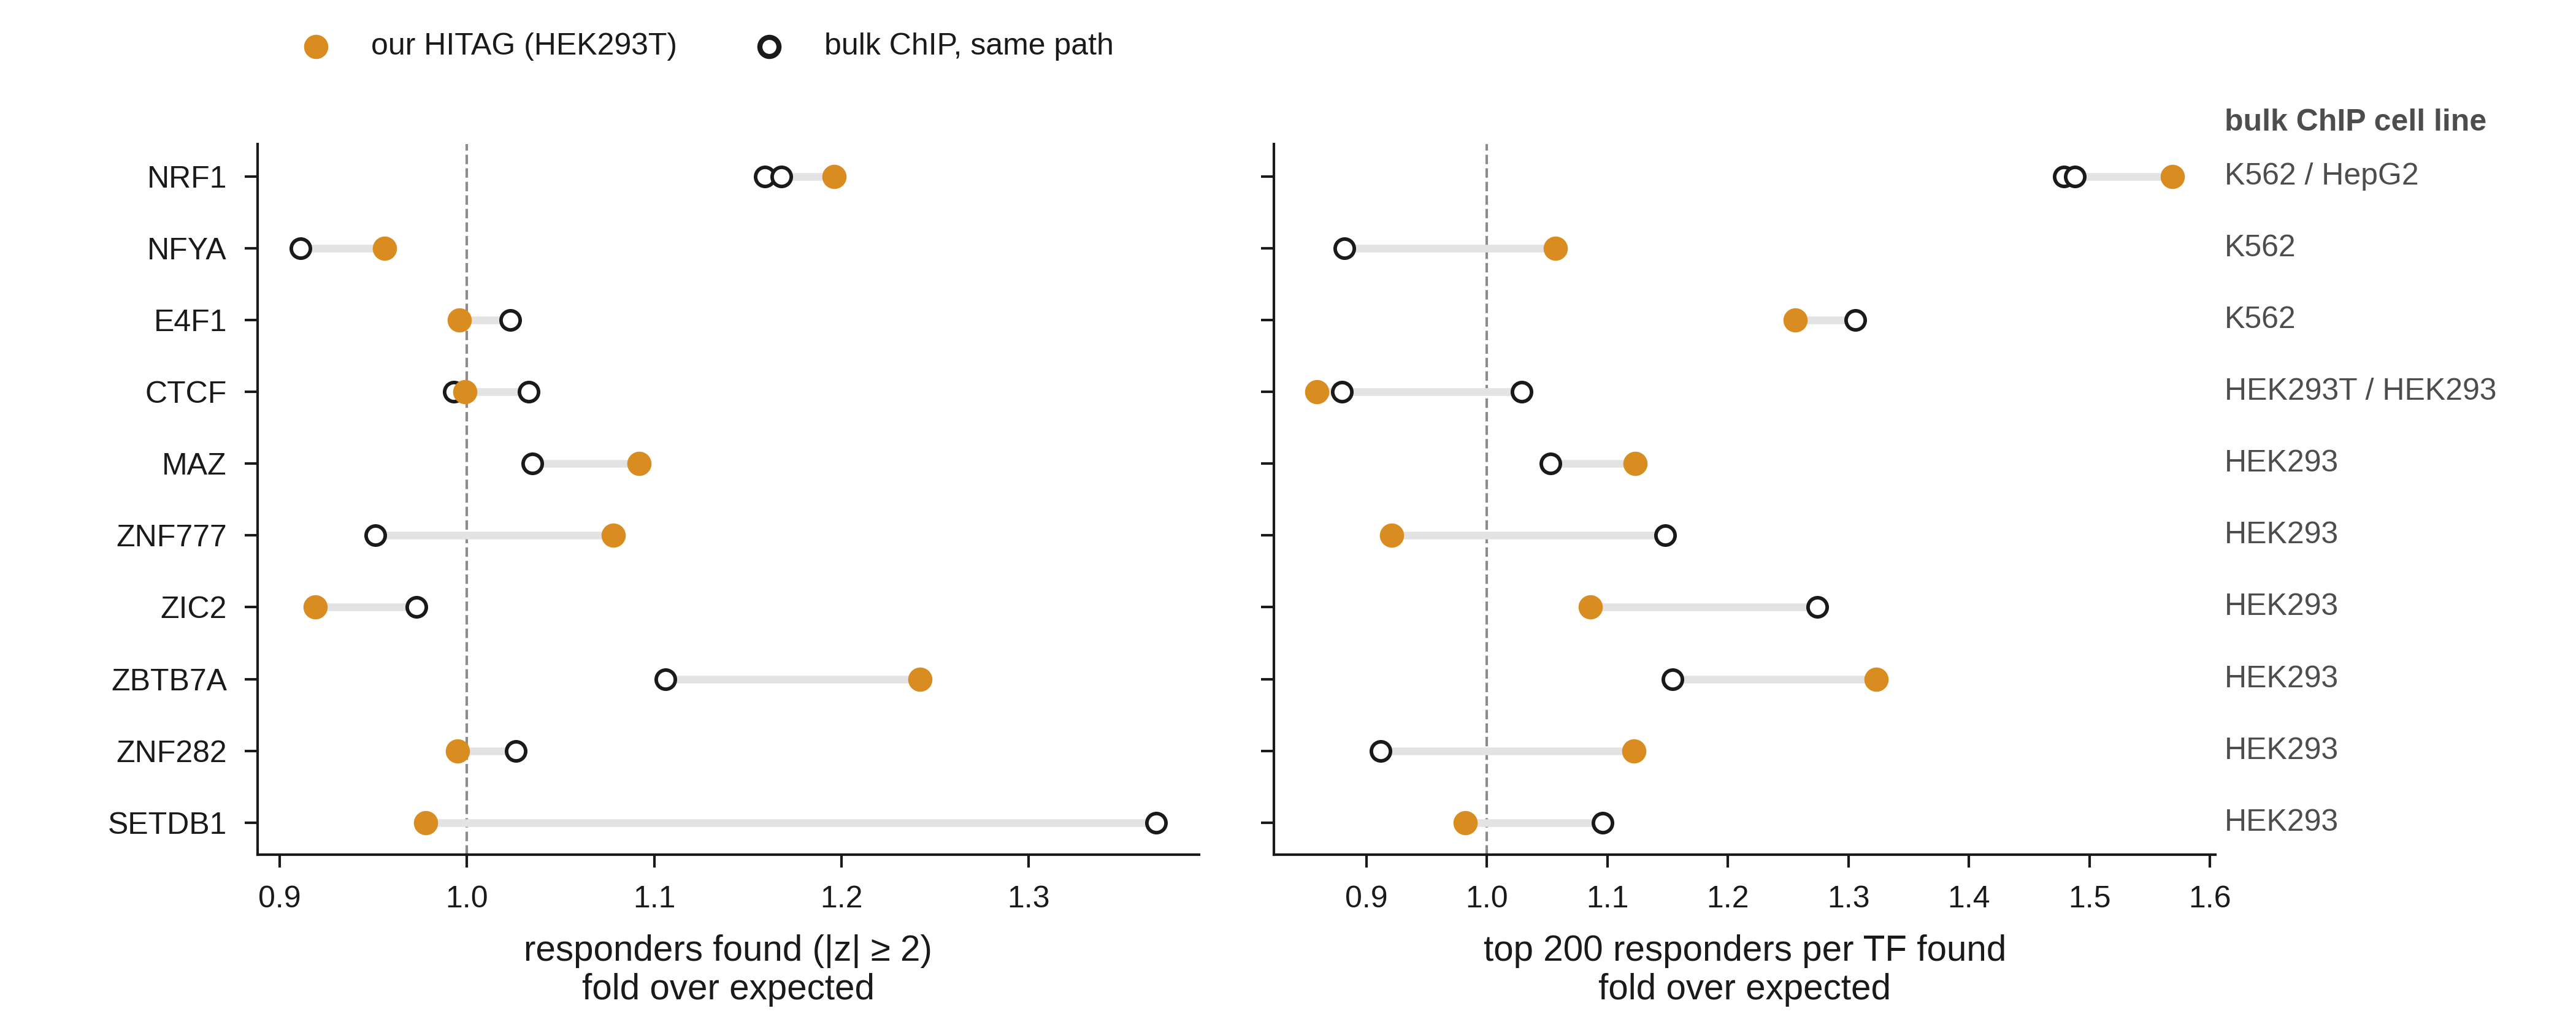 our HITAG (HEK293T)
bulk ChIP, same path
bulk ChIP cell line
NRF1
K562 / HepG2
NFYA
K562
E4F1
K562
CTCF
HEK293T / HEK293
MAZ
HEK293
ZNF777
HEK293
ZIC2
HEK293
ZBTB7A
HEK293
ZNF282
HEK293
SETDB1
HEK293
0.9 1.0 1.1 1.2 1.3
0.9 1.0 1.1 1.2 1.3 1.4 1.5 1.6
responders found (|z| ≥ 2)
fold over expected
top 200 responders per TF found
fold over expected